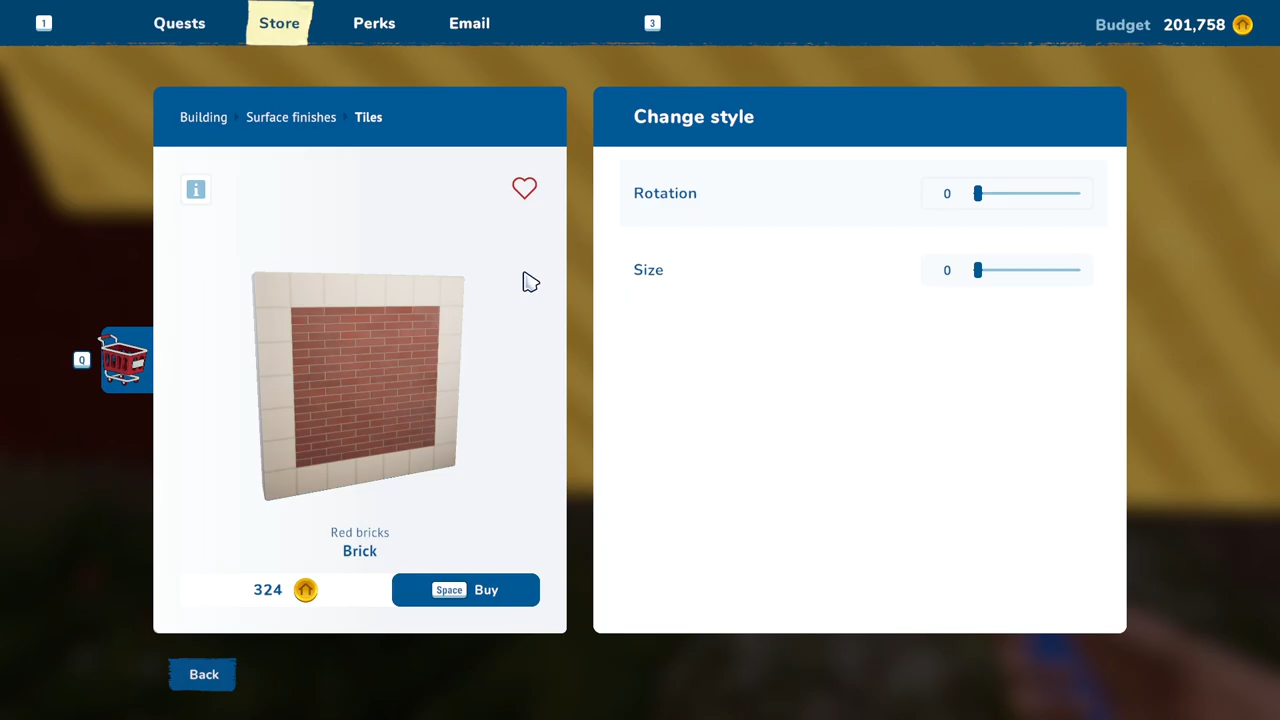 1
Quests
Store
Perks
Email
3
Budget 201,758
Building
Surface finishes
Tiles
Change style
i
Rotation
0
Size
0
Q
Red bricks
Brick
324
Space Buy
Back